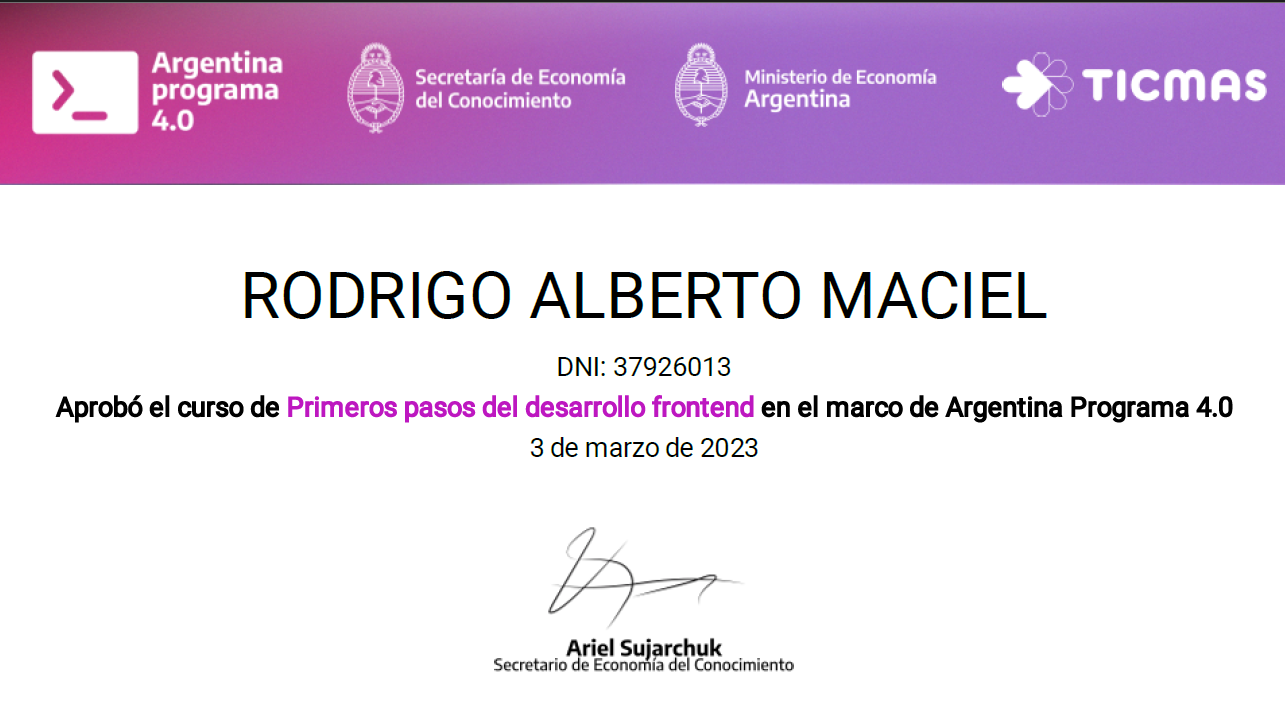 Argentina
programa
4.0
Secretaría de Economía
del Conocimiento
Ministerio de Economía
Argentina
TICMAS
RODRIGO ALBERTO MACIEL
DNI: 37926013
Aprobó el curso de Primeros pasos del desarrollo frontend en el marco de Argentina Programa 4.0
3 de marzo de 2023
Ariel Sujarchuk
Secretario de Economía del Conocimiento